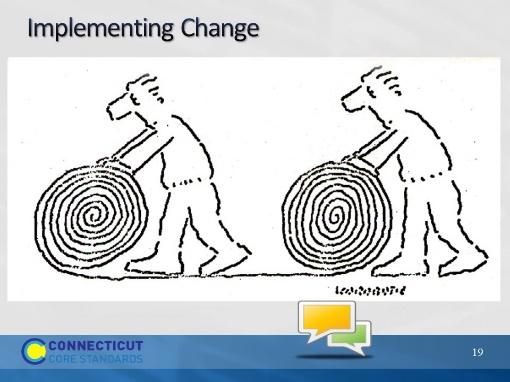 Implementing Change
CONNECTICUT
CORE STANDARDS
19